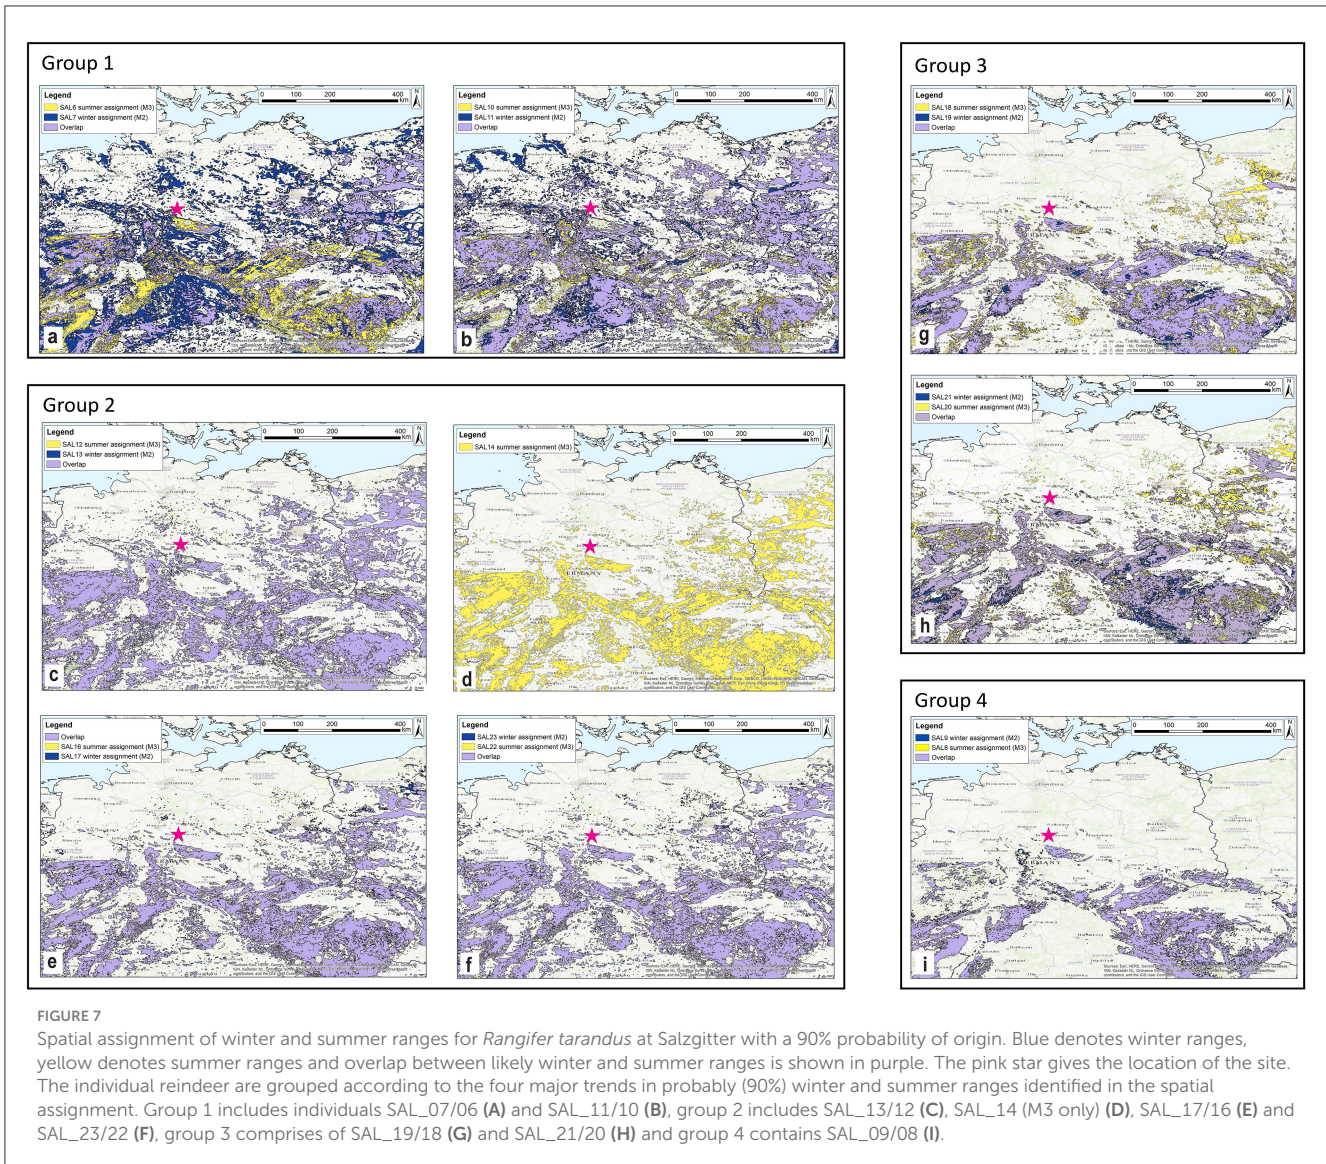 Group 1
Legend
SAL6 summer assignment (M3)
SAL7 winter assignment (M2)
Overlap
0 100 200 400
km
N
a
Legend
SAL10 summer assignment (M3)
SAL11 winter assignment (M2)
Overlap
0 100 200 400
km
N
b
Group 2
Legend
SAL12 summer assignment (M3)
SAL13 winter assignment (M2)
Overlap
0 100 200 400
km
N
c
Legend
SAL14 summer assignment (M3)
0 100 200 400
km
N
d
Legend
Overlap
SAL16 summer assignment (M3)
SAL17 winter assignment (M2)
0 100 200 400
km
N
e
Legend
SAL23 winter assignment (M2)
SAL22 summer assignment (M3)
Overlap
0 100 200 400
km
N
f
Group 3
Legend
SAL18 summer assignment (M3)
SAL19 winter assignment (M2)
Overlap
0 100 200 400
km
N
g
Legend
SAL21 winter assignment (M2)
SAL20 summer assignment (M3)
Overlap
0 100 200 400
km
N
h
Group 4
Legend
SAL9 winter assignment (M2)
SAL8 summer assignment (M3)
Overlap
0 100 200 400
km
N
i
FIGURE 7
Spatial assignment of winter and summer ranges for Rangifer tarandus at Salzgitter with a 90% probability of origin. Blue denotes winter ranges,
yellow denotes summer ranges and overlap between likely winter and summer ranges is shown in purple. The pink star gives the location of the site.
The individual reindeer are grouped according to the four major trends in probably (90%) winter and summer ranges identified in the spatial
assignment. Group 1 includes individuals SAL_07/06 (A) and SAL_11/10 (B), group 2 includes SAL_13/12 (C), SAL_14 (M3 only) (D), SAL_17/16 (E) and
SAL_23/22 (F), group 3 comprises of SAL_19/18 (G) and SAL_21/20 (H) and group 4 contains SAL_09/08 (I).